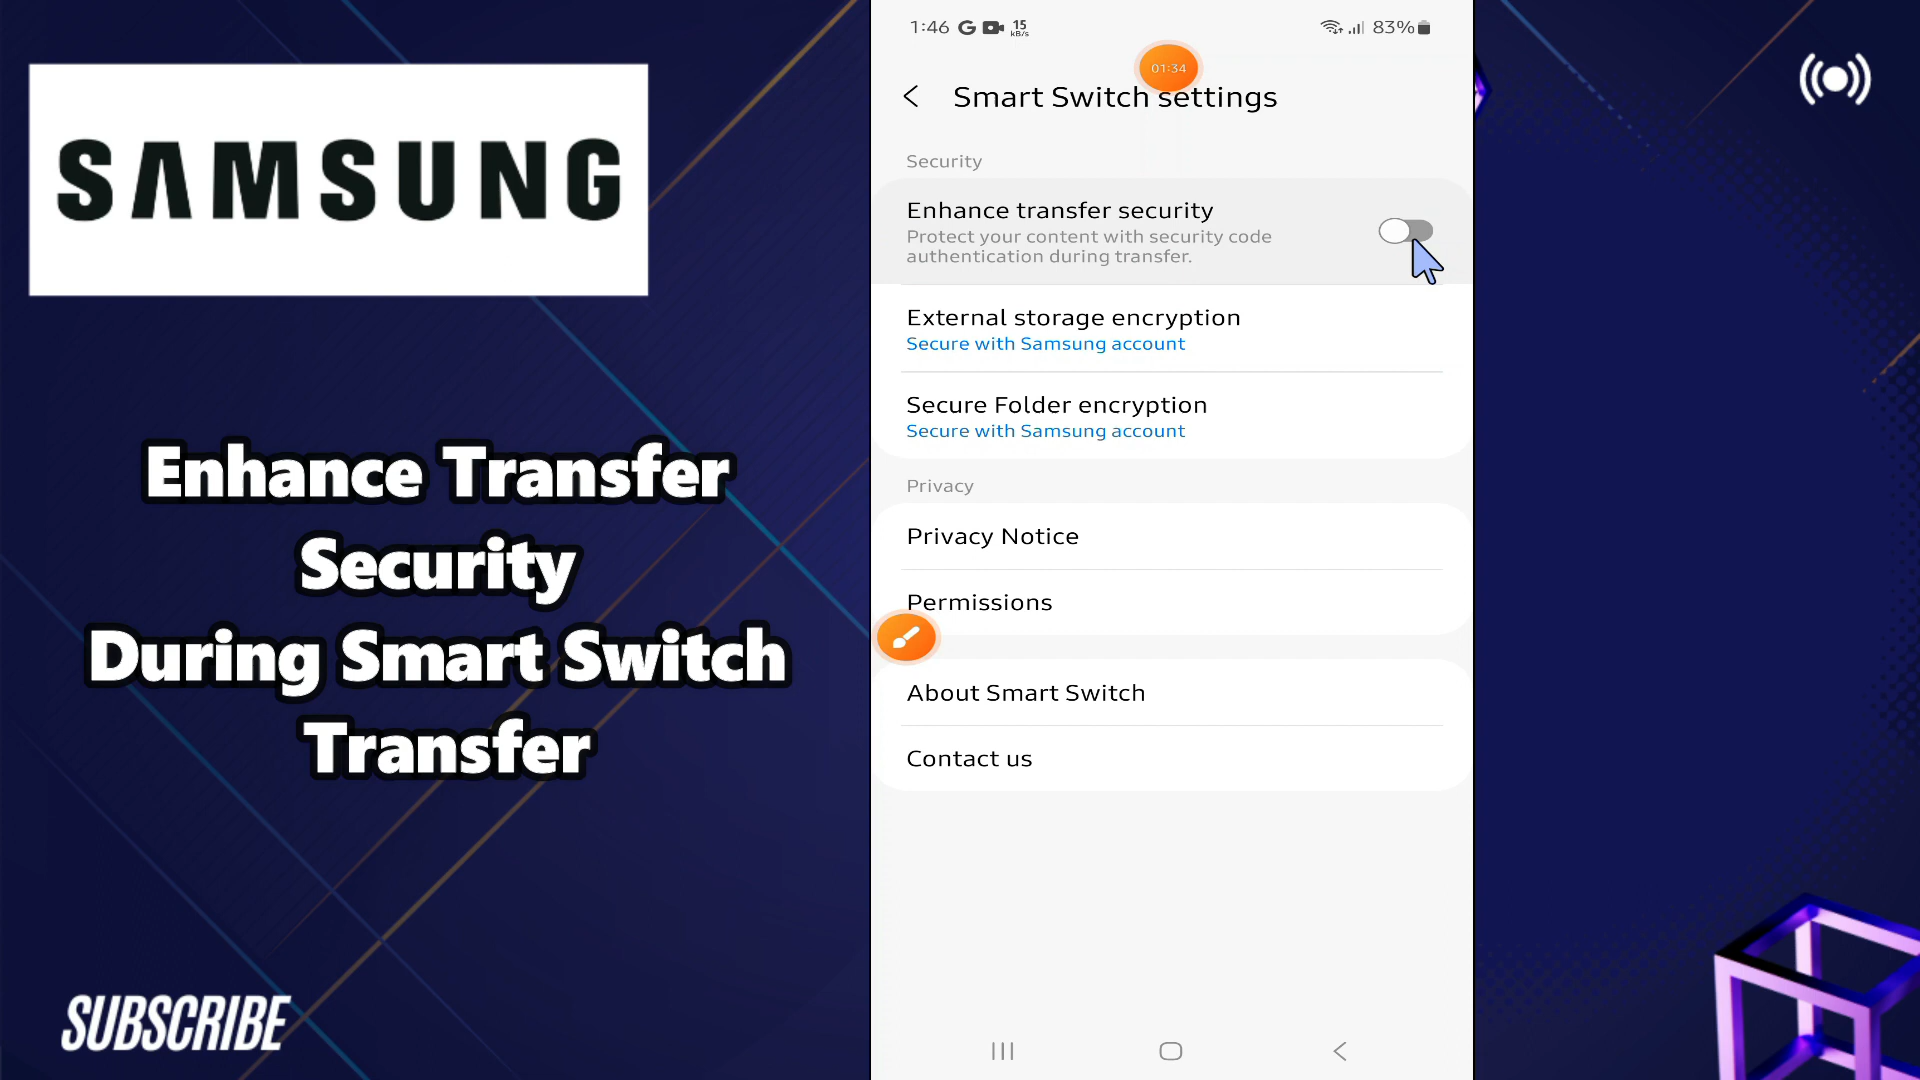 SAMSUNG
Enhance Transfer
Security
During Smart Switch
Transfer
SUBSCRIBE
1:46 G 15 kB/s 83%
01:34
Smart Switch settings
Security
Enhance transfer security
Protect your content with security code
authentication during transfer.
External storage encryption
Secure with Samsung account
Secure Folder encryption
Secure with Samsung account
Privacy
Privacy Notice
Permissions
About Smart Switch
Contact us